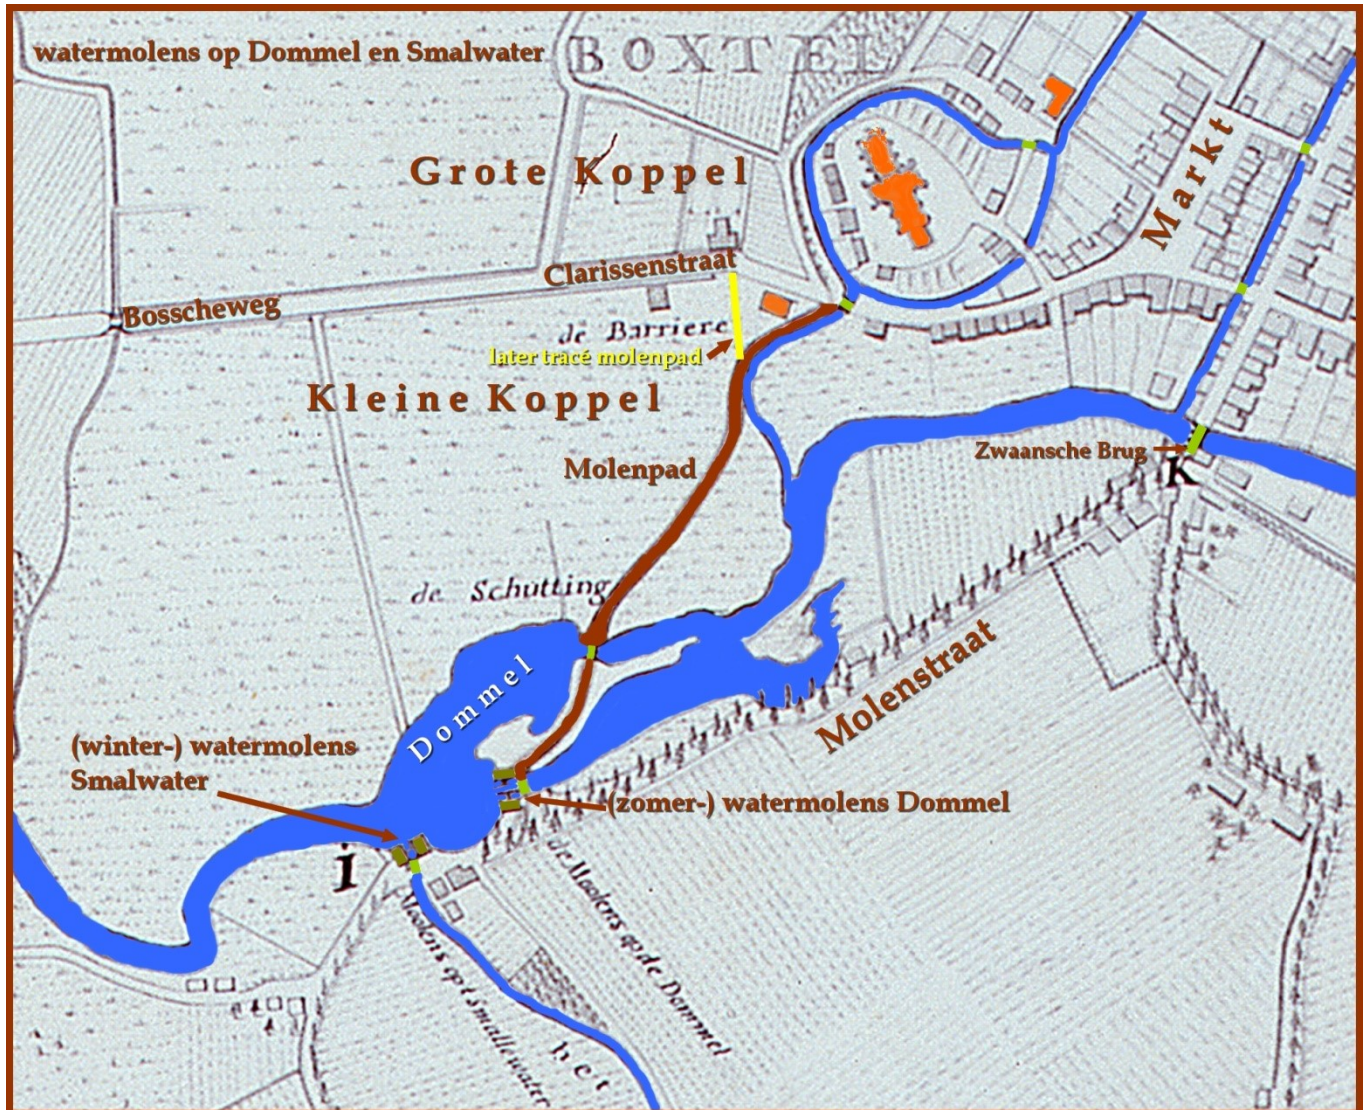 watermolens op Dommel en Smalwater
BOXTEL
Grote Koppel
Markt
Clarissenstraat
Bosscheweg
de Barriere
later tracé molenpad
Kleine Koppel
Zwaansche Brug
K
Molenpad
de Schutting
Dommel
Molenstraat
(winter-) watermolens
Smalwater
(zomer-) watermolens Dommel
i
de Moolens op de Dommel
Moolens op t smallewater
het